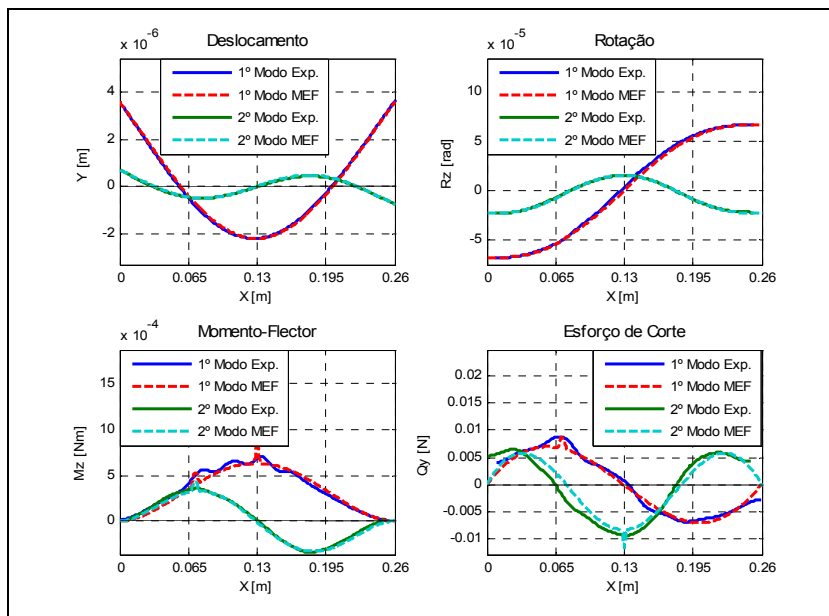 x 10-6
Deslocamento
1º Modo Exp.
1º Modo MEF
2º Modo Exp.
2º Modo MEF
4
2
0
-2
Y [m]
0
0.065
0.13
0.195
0.26
X [m]
x 10-5
Rotação
1º Modo Exp.
1º Modo MEF
2º Modo Exp.
2º Modo MEF
10
5
0
-5
Rz [rad]
0
0.065
0.13
0.195
0.26
X [m]
x 10-4
Momento-Flector
1º Modo Exp.
1º Modo MEF
2º Modo Exp.
2º Modo MEF
15
10
5
0
Mz [Nm]
0
0.065
0.13
0.195
0.26
X [m]
Esforço de Corte
1º Modo Exp.
1º Modo MEF
2º Modo Exp.
2º Modo MEF
0.02
0.015
0.01
0.005
0
-0.005
-0.01
Qy [N]
0
0.065
0.13
0.195
0.26
X [m]